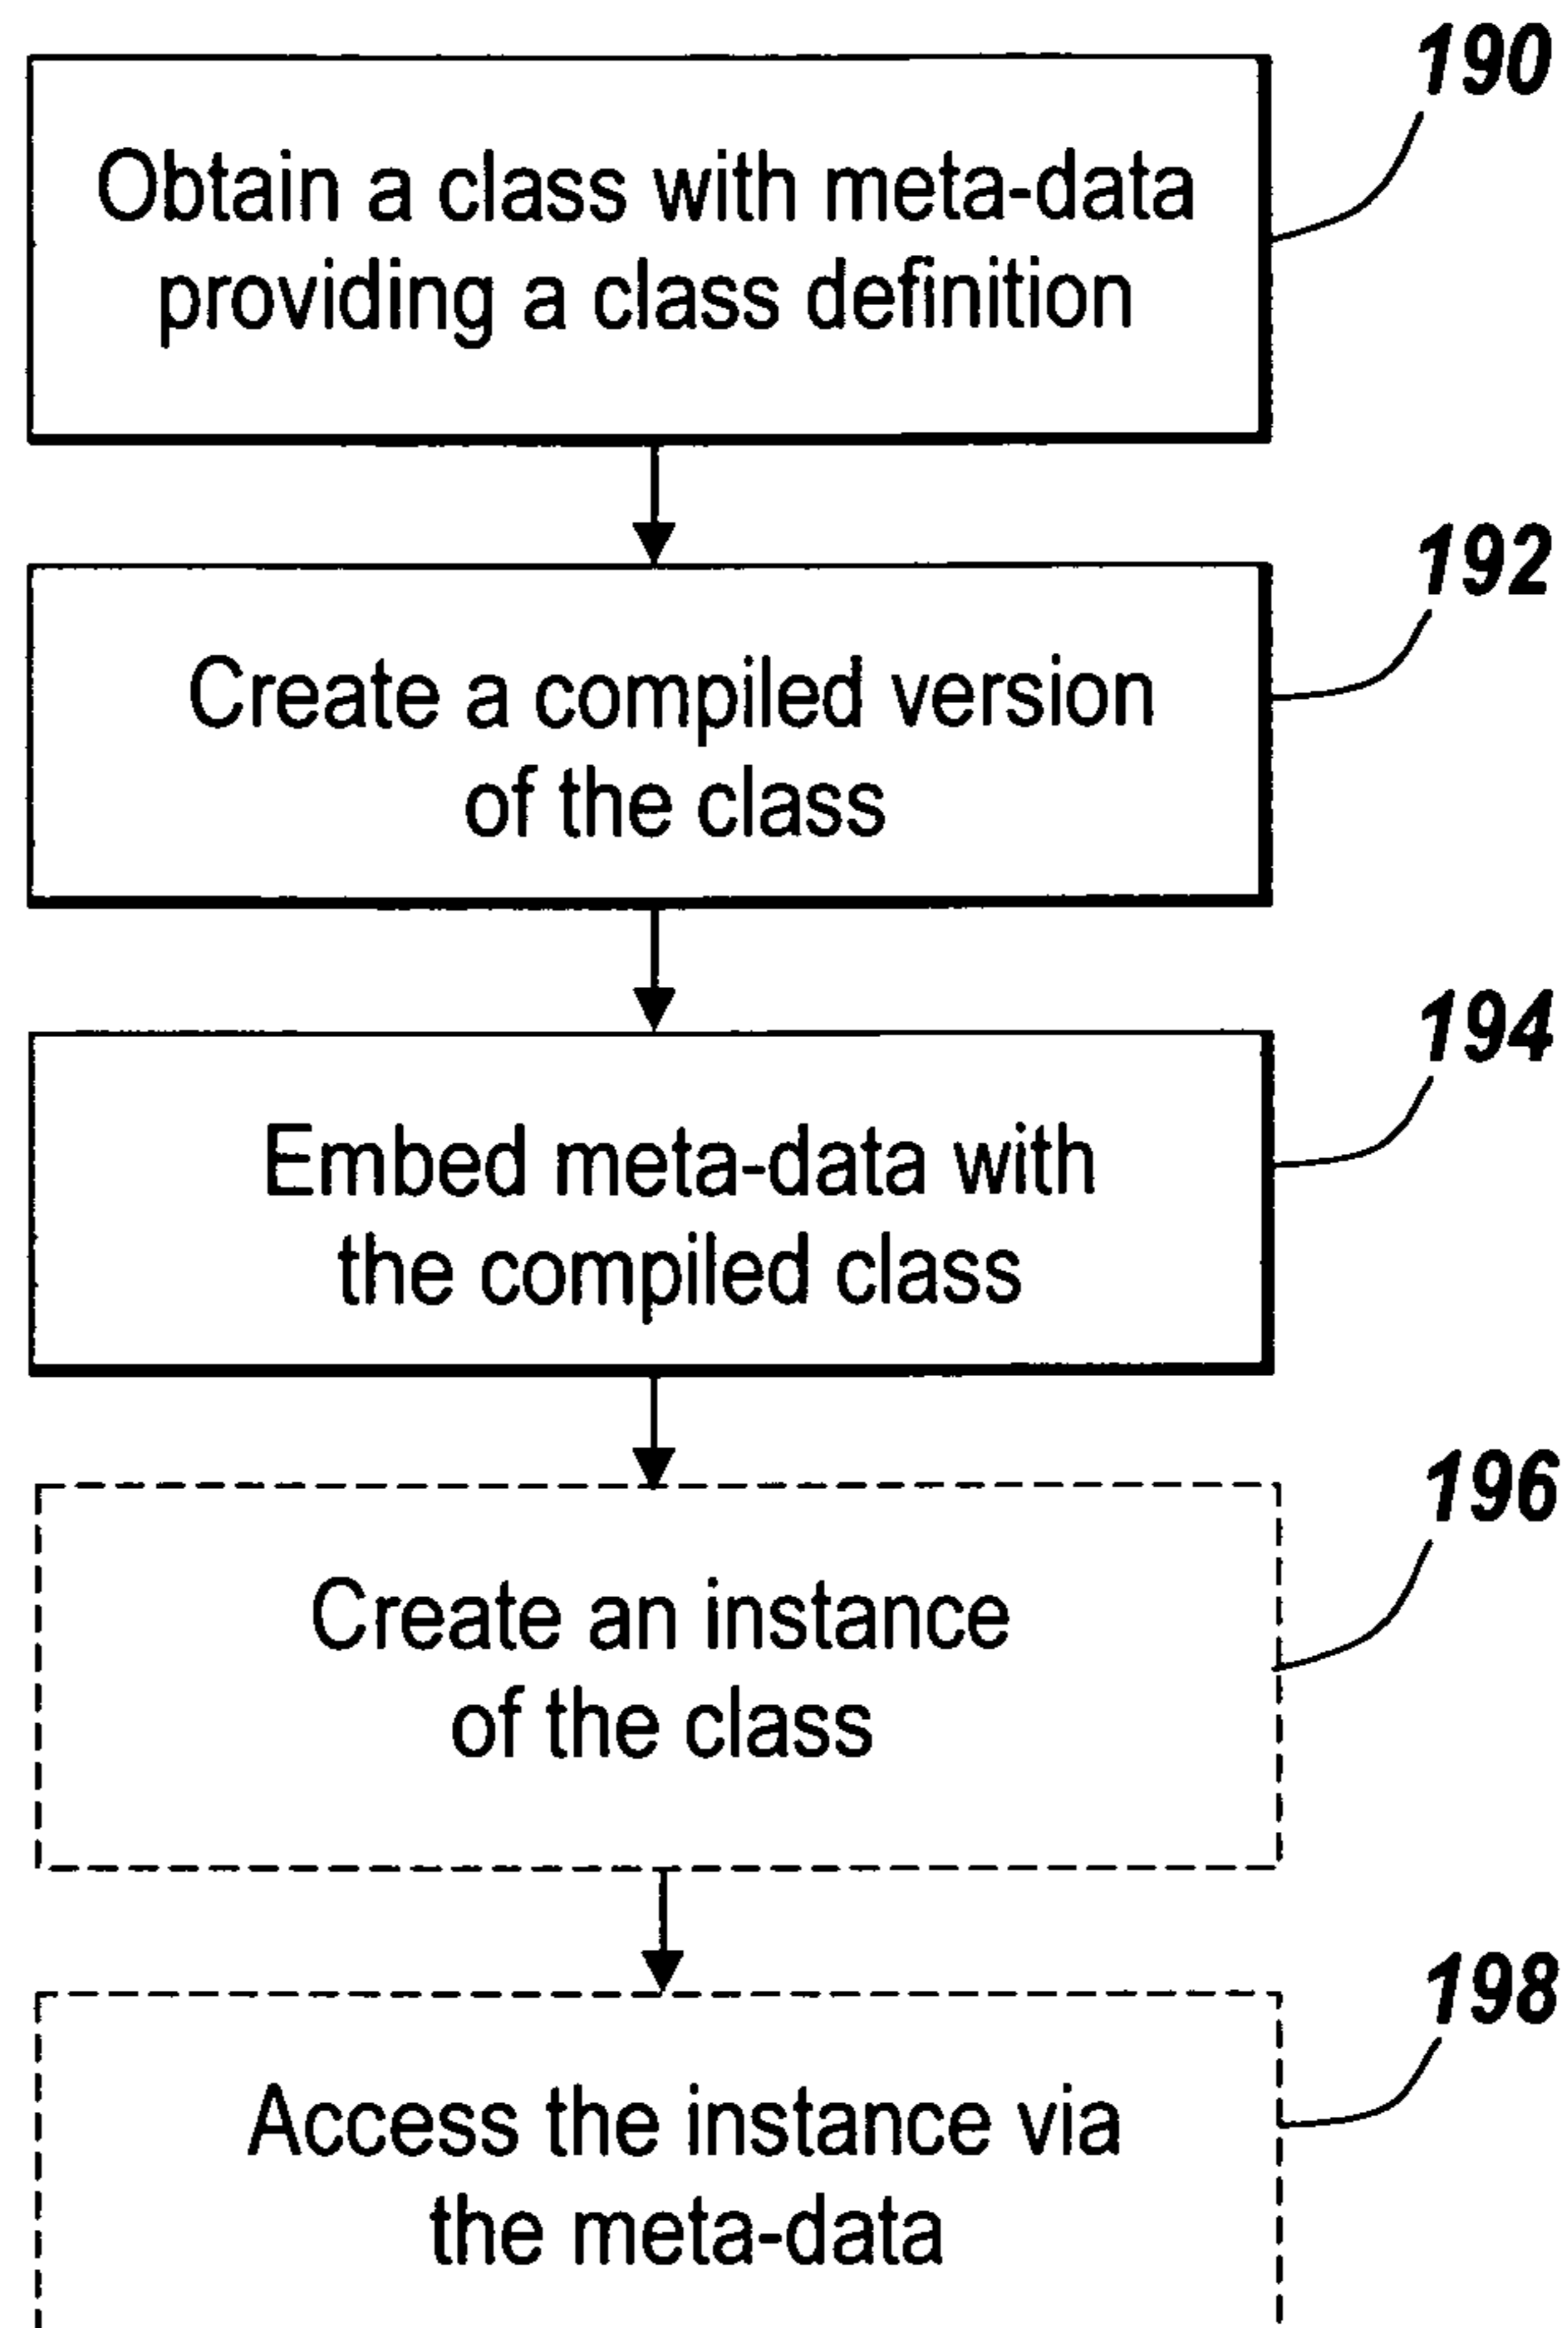 190
Obtain a class with meta-data
providing a class definition
192
Create a compiled version
of the class
194
Embed meta-data with
the compiled class
196
Create an instance
of the class
198
Access the instance via
the meta-data